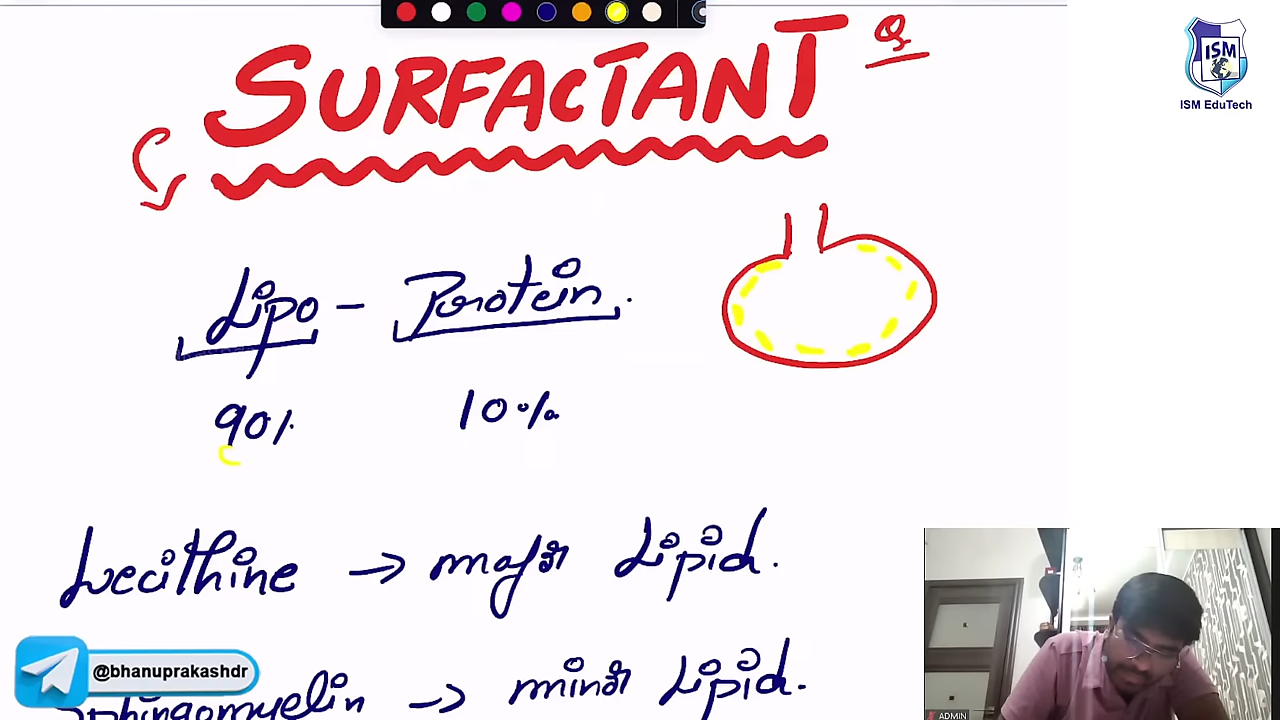 SURFACTANT Q
ISM
ISM EduTech
Lipo - Protein.
90% 10%
Lecithine → major Lipid.
@bhanuprakashdr
Sphingomyelin → minor Lipid.
ADMIN